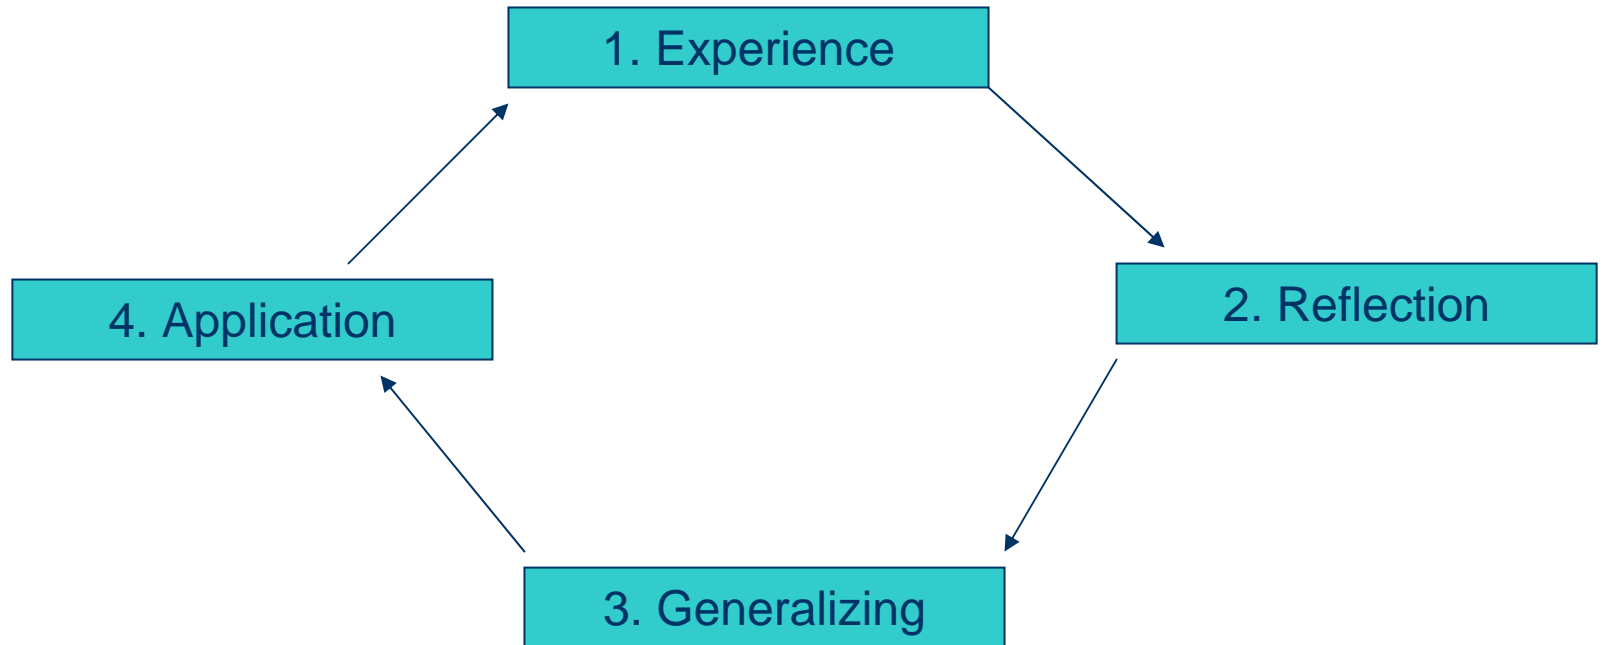 1. Experience
2. Reflection
4. Application
3. Generalizing